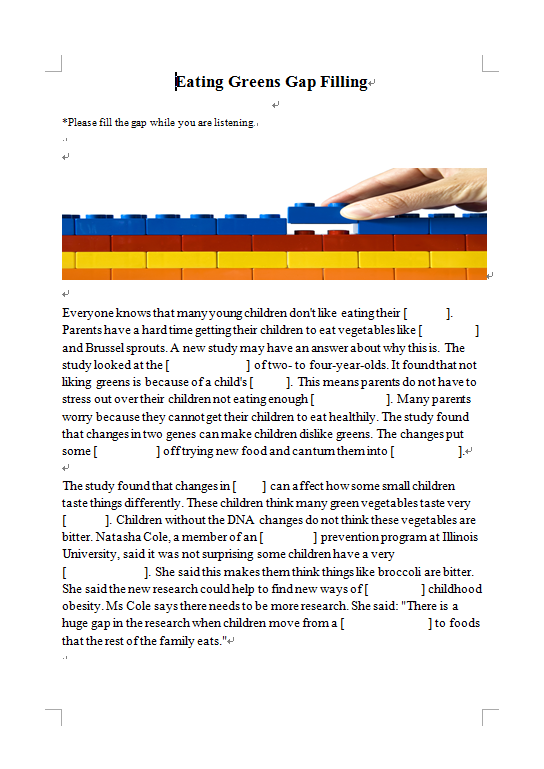 Eating Greens Gap Filling
*Please fill the gap while you are listening.
Everyone knows that many young children don't like eating their [ ].
Parents have a hard time getting their children to eat vegetables like [ ]
and Brussel sprouts. A new study may have an answer about why this is. The
study looked at the [ ] of two- to four-year-olds. It found that not
liking greens is because of a child's [ ]. This means parents do not have to
stress out over their children not eating enough [ ]. Many parents
worry because they cannot get their children to eat healthily. The study found
that changes in two genes can make children dislike greens. The changes put
some [ ] off trying new food and can turn them into [ ].
The study found that changes in [ ] can affect how some small children
taste things differently. These children think many green vegetables taste very
[ ]. Children without the DNA changes do not think these vegetables are
bitter. Natasha Cole, a member of an [ ] prevention program at Illinois
University, said it was not surprising some children have a very
[ ]. She said this makes them think things like broccoli are bitter.
She said the new research could help to find new ways of [ ] childhood
obesity. Ms Cole says there needs to be more research. She said: "There is a
huge gap in the research when children move from a [ ] to foods
that the rest of the family eats."